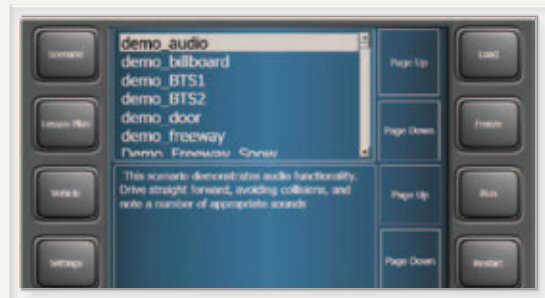 Scenario
demo_audio
demo_billboard
demo_BTS1
demo_BTS2
demo_door
demo_freeway
Demo_Freeway_Snow
Page Up
Load
Lesson Plan
Page Down
Freeze
Vehicle
This scenario demonstrates audio functionality.
Drive straight forward, avoiding collisions, and
note a number of appropriate sounds
Page Up
Run
Settings
Page Down
Restart